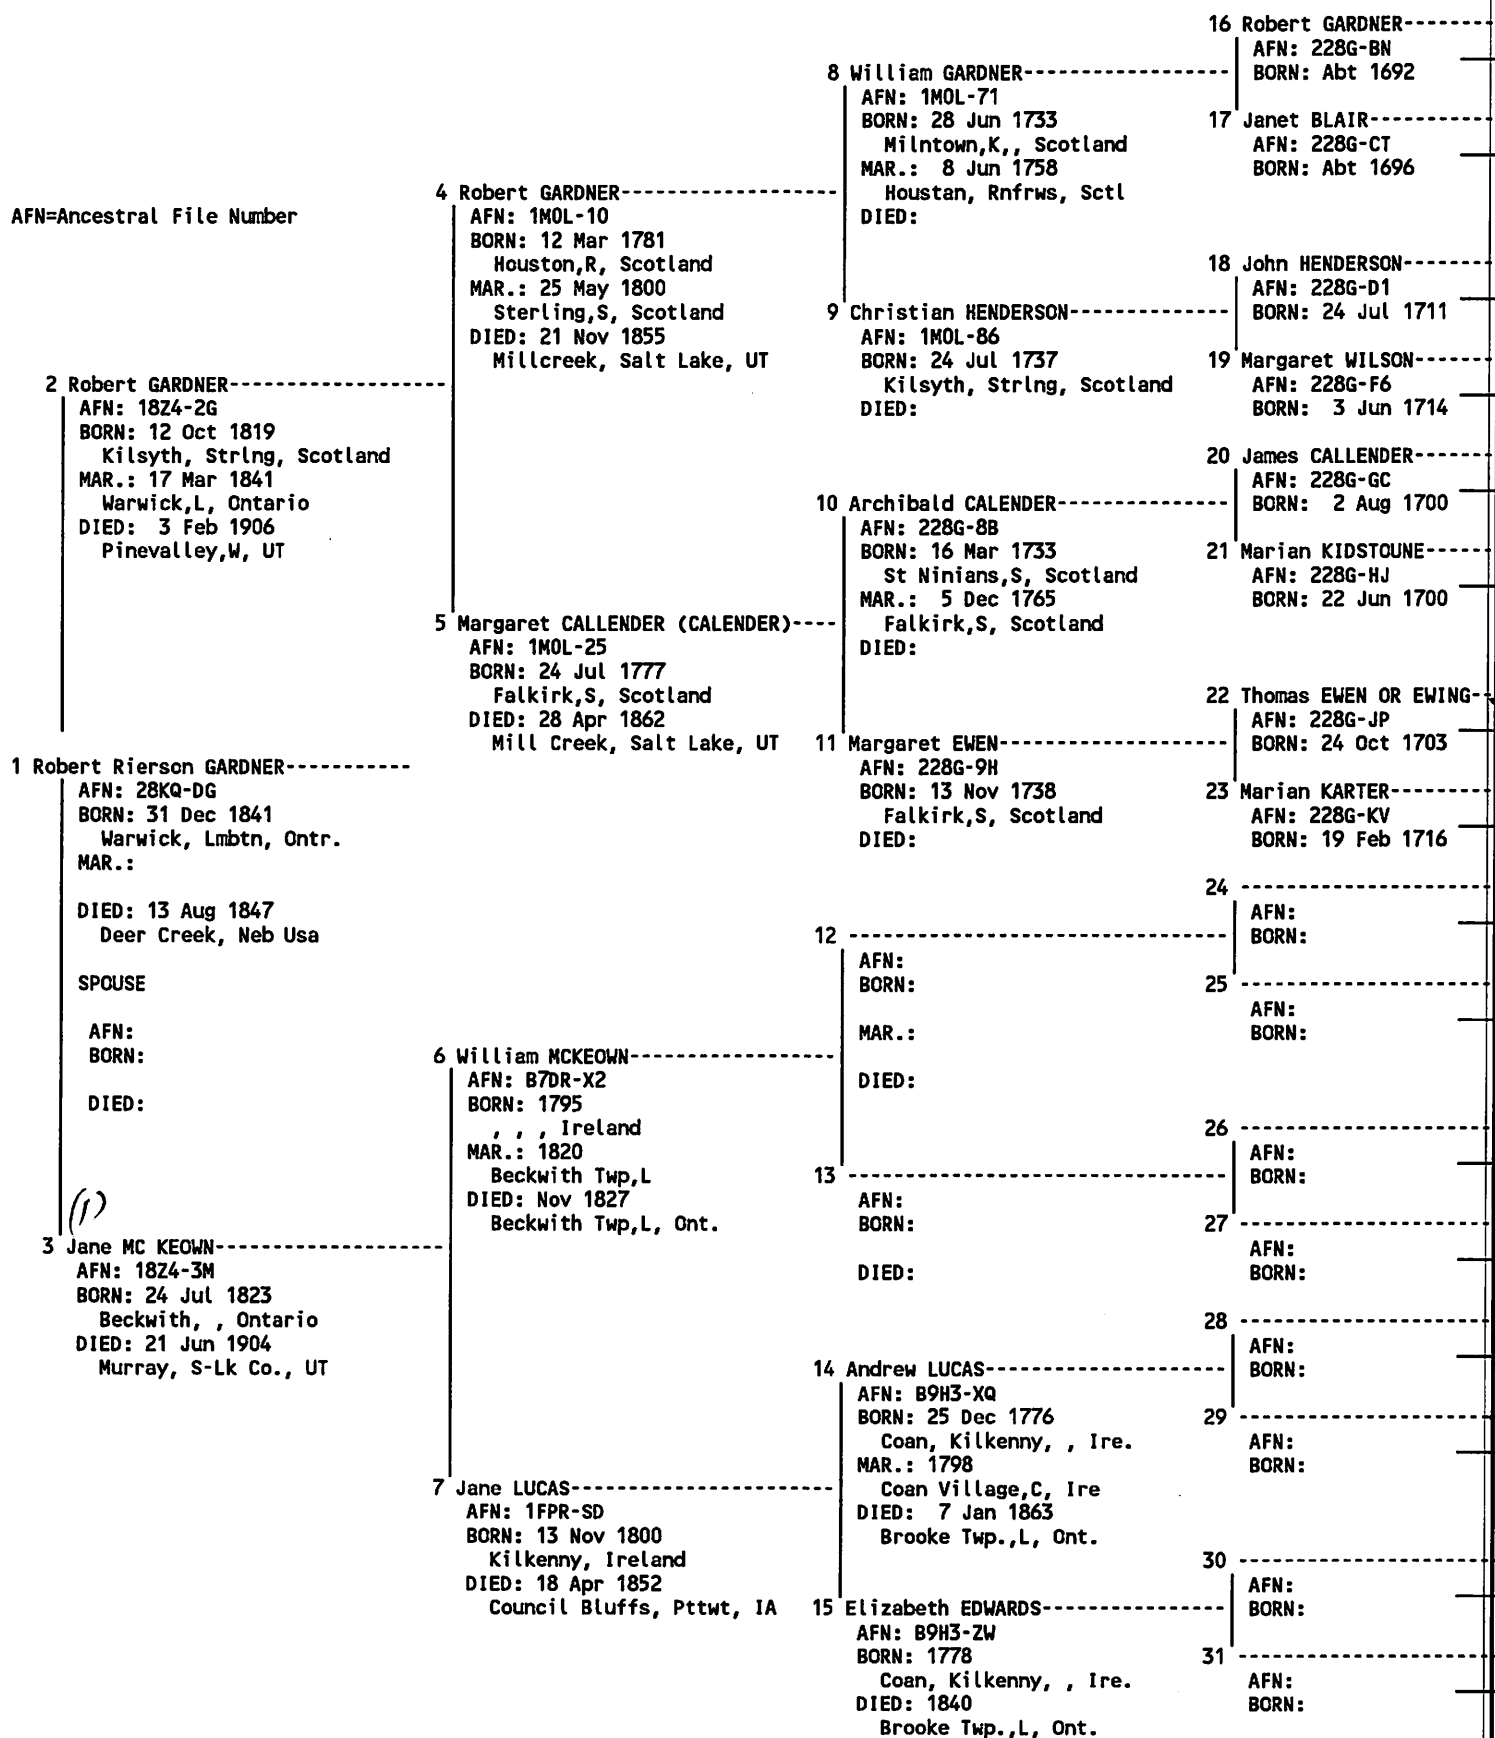 AFN=Ancestral File Number
1 Robert Rierson GARDNER-----------
AFN: 28KQ-DG
BORN: 31 Dec 1841
Warwick, Lmbtn, Ontr.
MAR.:
DIED: 13 Aug 1847
Deer Creek, Neb Usa
SPOUSE
AFN:
BORN:
DIED:
2 Robert GARDNER-------------------
AFN: 18Z4-2G
BORN: 12 Oct 1819
Kilsyth, Strlng, Scotland
MAR.: 17 Mar 1841
Warwick,L, Ontario
DIED: 3 Feb 1906
Pinevalley,W, UT
(1)
3 Jane MC KEOWN--------------------
AFN: 18Z4-3M
BORN: 24 Jul 1823
Beckwith, , Ontario
DIED: 21 Jun 1904
Murray, S-Lk Co., UT
4 Robert GARDNER-------------------
AFN: 1M0L-10
BORN: 12 Mar 1781
Houston,R, Scotland
MAR.: 25 May 1800
Sterling,S, Scotland
DIED: 21 Nov 1855
Millcreek, Salt Lake, UT
5 Margaret CALLENDER (CALENDER)----
AFN: 1M0L-25
BORN: 24 Jul 1777
Falkirk,S, Scotland
DIED: 28 Apr 1862
Mill Creek, Salt Lake, UT
6 William MCKEOWN------------------
AFN: B7DR-X2
BORN: 1795
, , , Ireland
MAR.: 1820
Beckwith Twp,L
DIED: Nov 1827
Beckwith Twp,L, Ont.
7 Jane LUCAS-----------------------
AFN: 1FPR-SD
BORN: 13 Nov 1800
Kilkenny, Ireland
DIED: 18 Apr 1852
Council Bluffs, Pttwt, IA
8 William GARDNER------------------
AFN: 1M0L-71
BORN: 28 Jun 1733
Milntown,K,, Scotland
MAR.: 8 Jun 1758
Houstan, Rnfrws, Sctl
DIED:
9 Christian HENDERSON--------------
AFN: 1M0L-86
BORN: 24 Jul 1737
Kilsyth, Strlng, Scotland
DIED:
10 Archibald CALENDER---------------
AFN: 228G-8B
BORN: 16 Mar 1733
St Ninians,S, Scotland
MAR.: 5 Dec 1765
Falkirk,S, Scotland
DIED:
11 Margaret EWEN--------------------
AFN: 228G-9H
BORN: 13 Nov 1738
Falkirk,S, Scotland
DIED:
12 ---------------------------------
AFN:
BORN:
MAR.:
DIED:
13 ---------------------------------
AFN:
BORN:
DIED:
14 Andrew LUCAS---------------------
AFN: B9H3-XQ
BORN: 25 Dec 1776
Coan, Kilkenny, , Ire.
MAR.: 1798
Coan Village,C, Ire
DIED: 7 Jan 1863
Brooke Twp.,L, Ont.
15 Elizabeth EDWARDS----------------
AFN: B9H3-ZW
BORN: 1778
Coan, Kilkenny, , Ire.
DIED: 1840
Brooke Twp.,L, Ont.
16 Robert GARDNER-------
AFN: 228G-BN
BORN: Abt 1692
17 Janet BLAIR----------
AFN: 228G-CT
BORN: Abt 1696
18 John HENDERSON-------
AFN: 228G-D1
BORN: 24 Jul 1711
19 Margaret WILSON------
AFN: 228G-F6
BORN: 3 Jun 1714
20 James CALLENDER------
AFN: 228G-GC
BORN: 2 Aug 1700
21 Marian KIDSTOUNE-----
AFN: 228G-HJ
BORN: 22 Jun 1700
22 Thomas EWEN OR EWING--
AFN: 228G-JP
BORN: 24 Oct 1703
23 Marian KARTER--------
AFN: 228G-KV
BORN: 19 Feb 1716
24 ---------------------
AFN:
BORN:
25 ---------------------
AFN:
BORN:
26 ---------------------
AFN:
BORN:
27 ---------------------
AFN:
BORN:
28 ---------------------
AFN:
BORN:
29 ---------------------
AFN:
BORN:
30 ---------------------
AFN:
BORN:
31 ---------------------
AFN:
BORN: